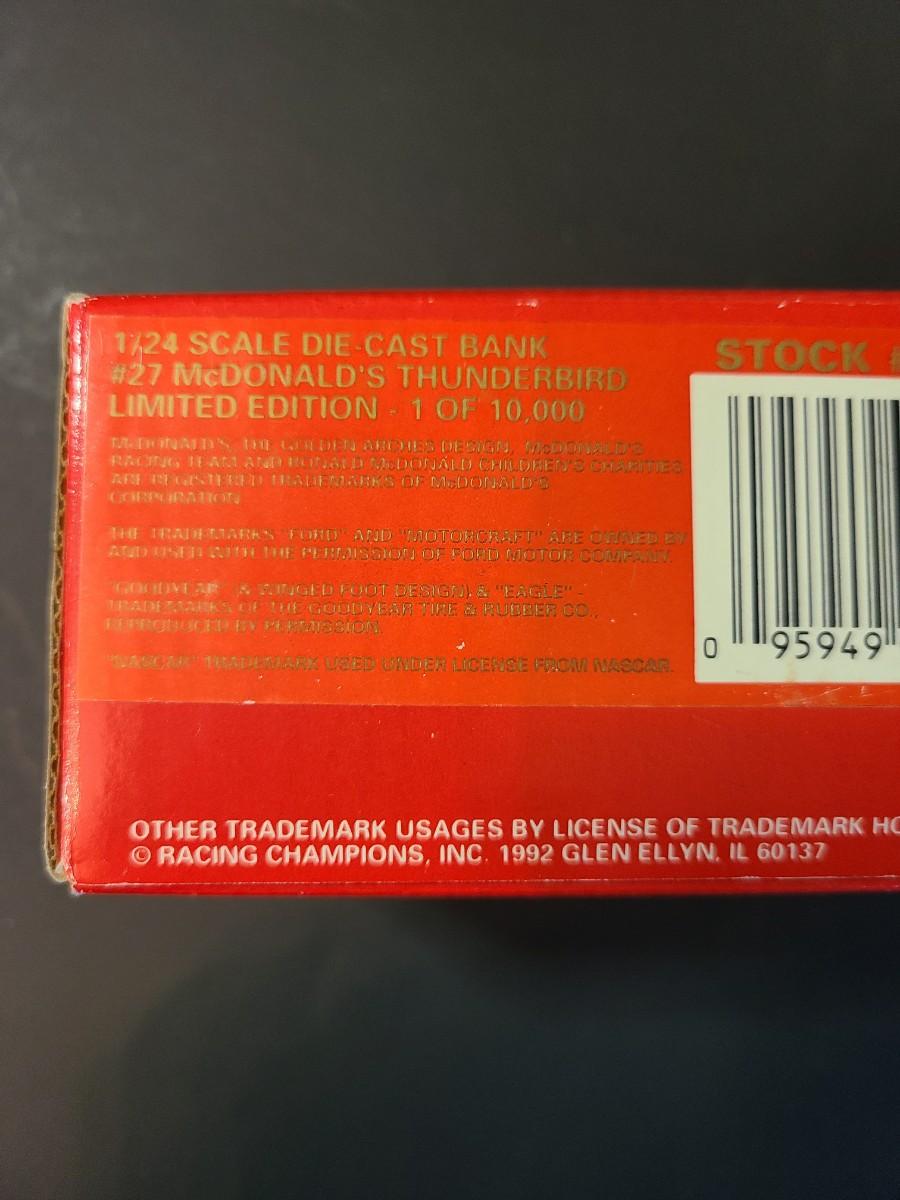 1/24 SCALE DIE-CAST BANK
#27 McDONALD'S THUNDERBIRD
LIMITED EDITION - 1 OF 10,000
STOCK #
McDONALD'S, THE GOLDEN ARCHES DESIGN, McDONALD'S
RACING TEAM AND RONALD McDONALD CHILDREN'S CHARITIES
ARE REGISTERED TRADEMARKS OF McDONALD'S
CORPORATION
THE TRADEMARKS "FORD" AND "MOTORCRAFT" ARE OWNED BY
AND USED WITH THE PERMISSION OF FORD MOTOR COMPANY.
"GOODYEAR" (& WINGED FOOT DESIGN) & "EAGLE" -
TRADEMARKS OF THE GOODYEAR TIRE & RUBBER CO.,
REPRODUCED BY PERMISSION.
"NASCAR" TRADEMARK USED UNDER LICENSE FROM NASCAR.
0 95949
OTHER TRADEMARK USAGES BY LICENSE OF TRADEMARK HO
© RACING CHAMPIONS, INC. 1992 GLEN ELLYN, IL 60137